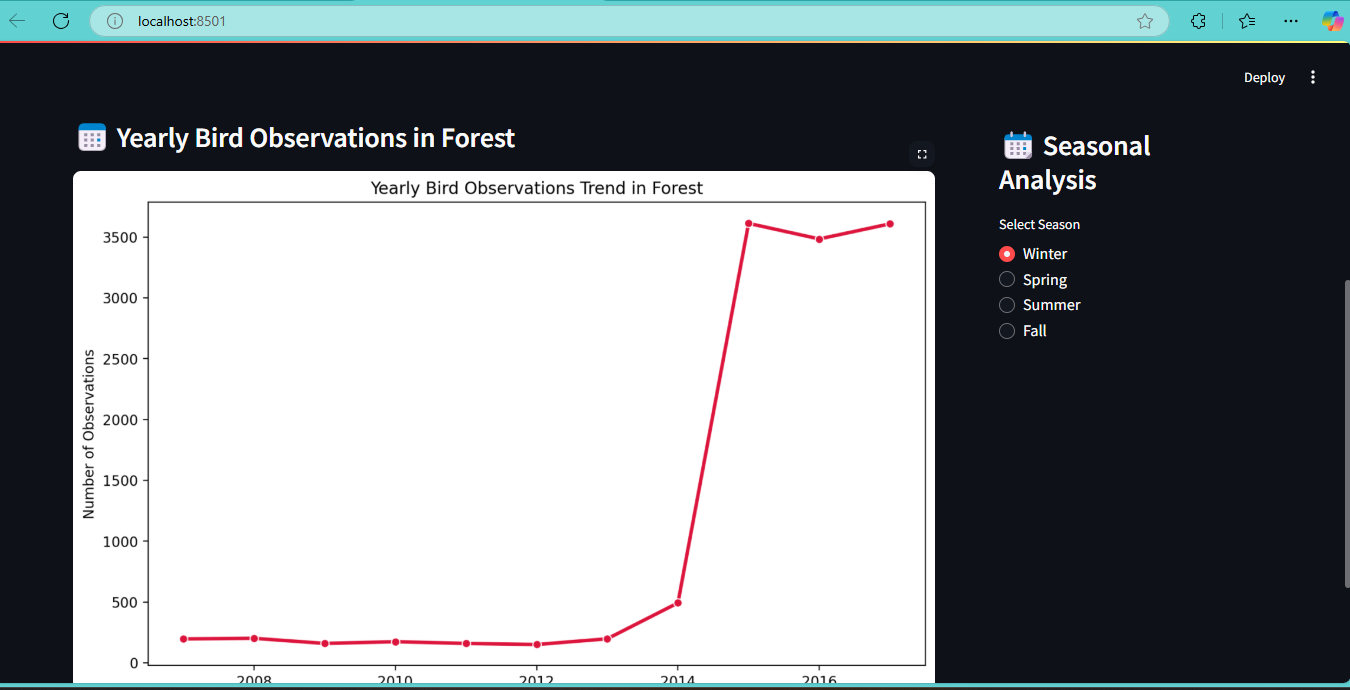 localhost:8501
Deploy
Yearly Bird Observations in Forest
Yearly Bird Observations Trend in Forest
Number of Observations
3500
3000
2500
2000
1500
1000
500
0
2008
2010
2012
2014
2016
Seasonal
Analysis
Select Season
Winter
Spring
Summer
Fall